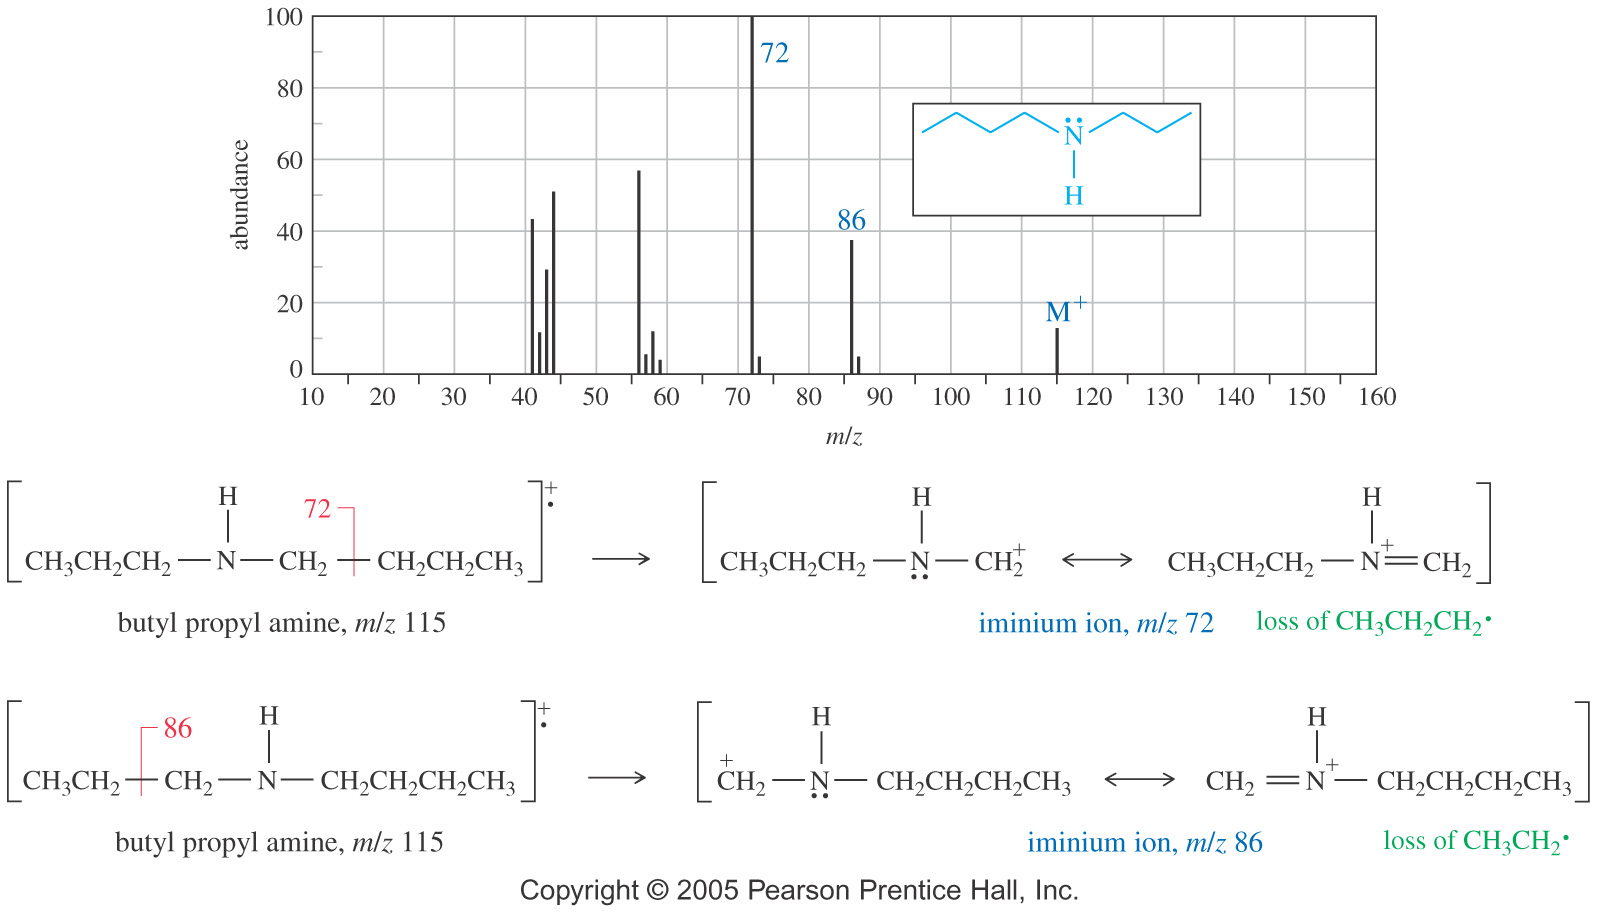 100
72
80
N
H
60
abundance
86
40
M+
20
0
10 20 30 40 50 60 70 80 90 100 110 120 130 140 150 160
m/z
H 72 + H H
CH3CH2CH2 — N — CH2 — CH2CH2CH3 CH3CH2CH2 — N — CH2+ CH3CH2CH2 — N+ = CH2
butyl propyl amine, m/z 115 iminium ion, m/z 72 loss of CH3CH2CH2•
86 H + H H
CH3CH2 — CH2 — N — CH2CH2CH2CH3 +CH2 — N — CH2CH2CH2CH3 CH2 = N+ — CH2CH2CH2CH3
butyl propyl amine, m/z 115 iminium ion, m/z 86 loss of CH3CH2•
Copyright © 2005 Pearson Prentice Hall, Inc.